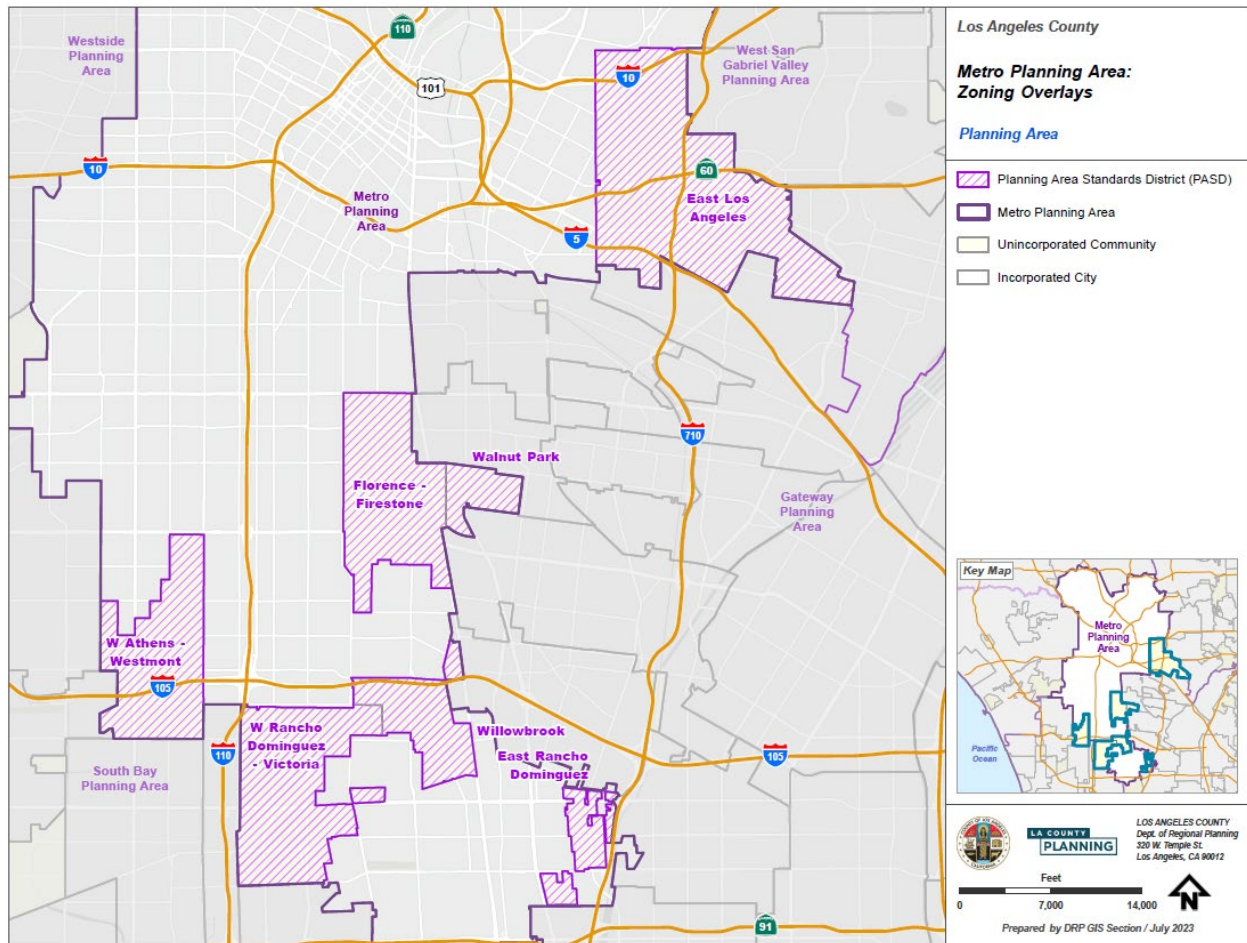 Westside
Planning
Area
110
101
10
West San
Gabriel Valley
Planning Area
10
60
Metro
Planning
Area
East Los
Angeles
5
710
Walnut Park
Florence -
Firestone
Gateway
Planning
Area
W Athens -
Westmont
105
W Rancho
Dominguez
- Victoria
Willowbrook
East Rancho
Dominguez
110
105
South Bay
Planning Area
91
Los Angeles County
Metro Planning Area:
Zoning Overlays
Planning Area
Planning Area Standards District (PASD)
Metro Planning Area
Unincorporated Community
Incorporated City
Key Map
Metro
Planning
Area
Pacific
Ocean
LA COUNTY
PLANNING
LOS ANGELES COUNTY
Dept. of Regional Planning
320 W. Temple St.
Los Angeles, CA 90012
Feet
0 7,000 14,000
N
Prepared by DRP GIS Section / July 2023